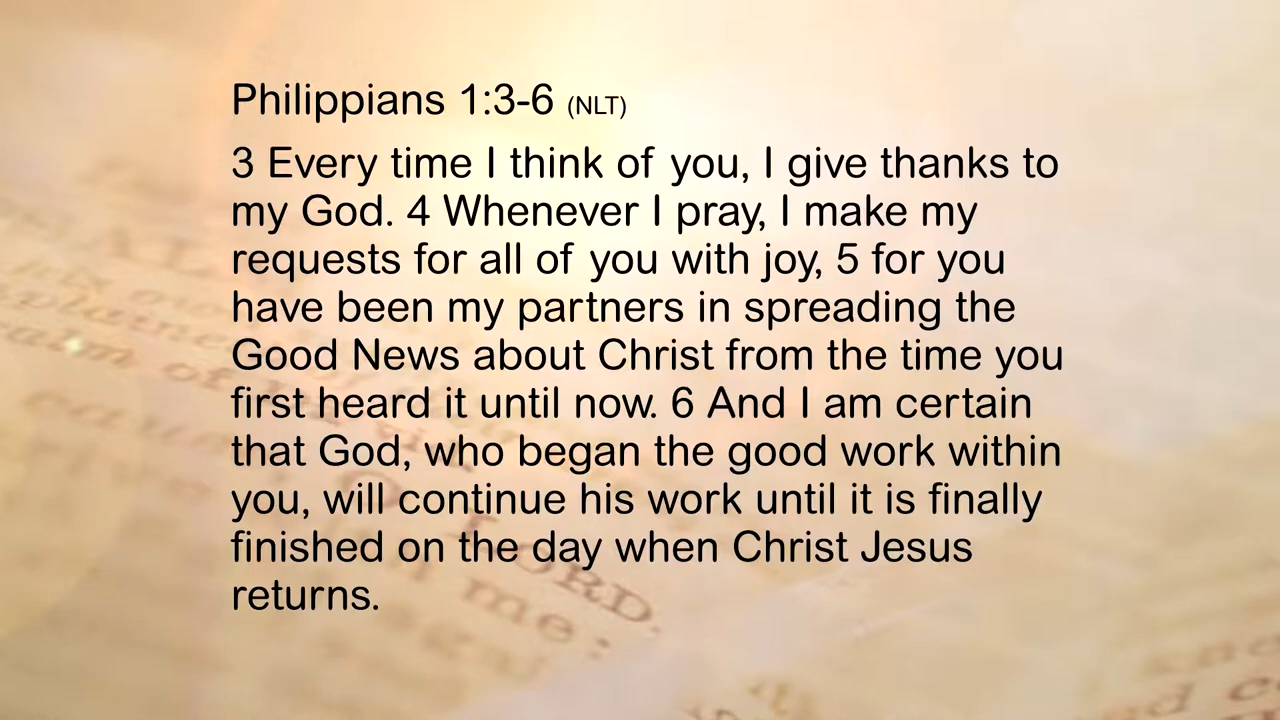 Philippians 1:3-6 (NLT)
3 Every time I think of you, I give thanks to
my God. 4 Whenever I pray, I make my
requests for all of you with joy, 5 for you
have been my partners in spreading the
Good News about Christ from the time you
first heard it until now. 6 And I am certain
that God, who began the good work within
you, will continue his work until it is finally
finished on the day when Christ Jesus
returns.
LORD.
me: